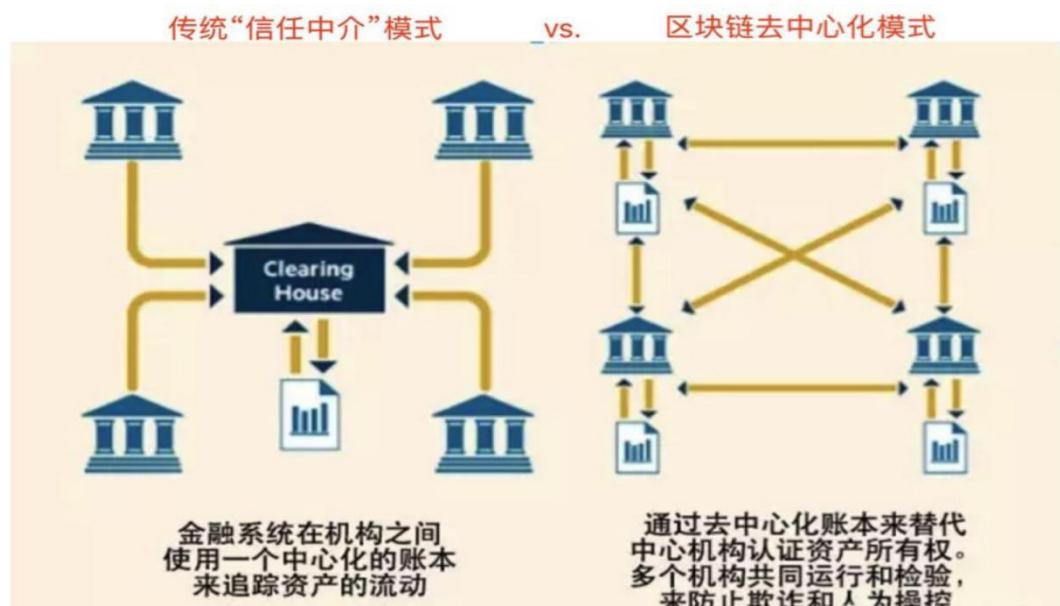 传统“信任中介”模式
vs.
区块链去中心化模式
Clearing
House
金融系统在机构之间
使用一个中心化的账本
来追踪资产的流动
通过去中心化账本来替代
中心机构认证资产所有权。
多个机构共同运行和检验，
来防止欺诈和人为操控